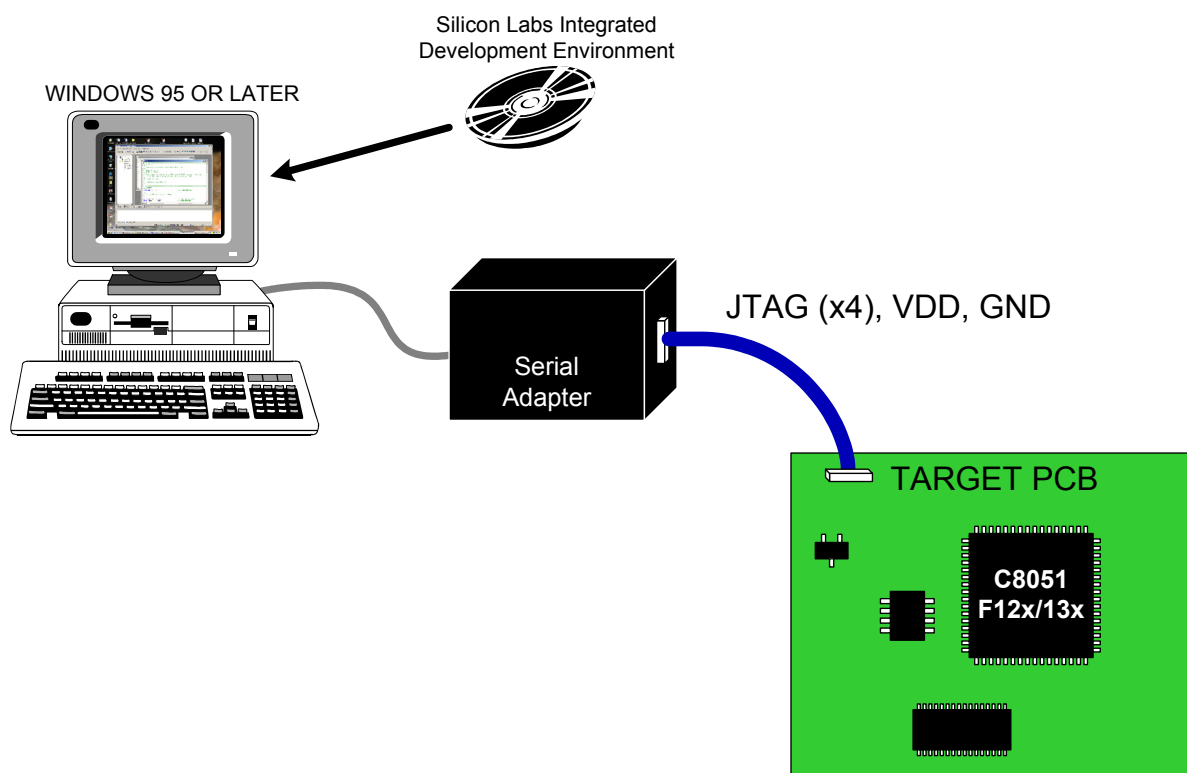 Silicon Labs Integrated
Development Environment
WINDOWS 95 OR LATER
JTAG (x4), VDD, GND
Serial
Adapter
TARGET PCB
C8051
F12x/13x